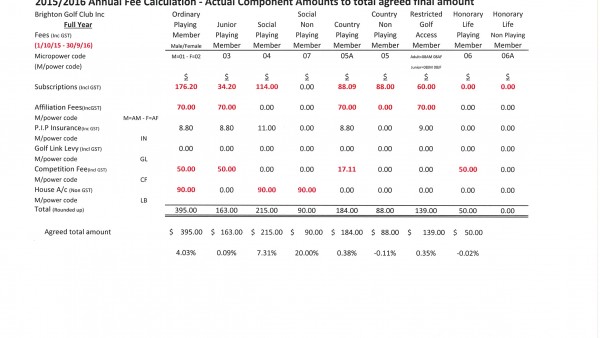 2015/2016 Annual Fee Calculation - Actual Component Amounts to total agreed final amount
Brighton Golf Club Inc Ordinary Social Country Restricted Honorary Honorary
Full Year Playing Junior Social Non Country Non Golf Life Life
Fees (Inc GST) Member Playing Playing Playing Playing Playing Access Playing Non Playing
(1/10/15 - 30/9/16) Male/Female Member Member Member Member Member Member Member Member
Micropower code M=01 - F=02 03 04 07 05A 05 06 06A
(M/power code)
$ $ $ $ $ $ $ $ $
Subscriptions (Incl GST) 176.20 34.20 114.00 0.00 88.09 88.00 60.00 0.00 0.00
Affiliation Fees(IncGST) 70.00 70.00 0.00 0.00 70.00 0.00 70.00 0.00 0.00
M/power code M=AM - F=AF
P.I.P Insurance(Inc GST) 8.80 8.80 11.00 0.00 8.80 0.00 9.00 0.00 0.00
M/power code IN
Golf Link Levy (Incl GST) 0.00 0.00 0.00 0.00 0.00 0.00 0.00 0.00 0.00
M/power code GL
Competition Fee(Incl GST) 50.00 50.00 0.00 0.00 17.11 0.00 0.00 50.00 0.00
M/power code CF
House A/c (Non GST) 90.00 0.00 90.00 90.00 0.00 0.00 0.00 0.00 0.00
M/power code LB
Total (Rounded up) 395.00 163.00 215.00 90.00 184.00 88.00 139.00 50.00 0.00
Agreed total amount $ 395.00 $ 163.00 $ 215.00 $ 90.00 $ 184.00 $ 88.00 $ 139.00 $ 50.00
4.03% 0.09% 7.31% 20.00% 0.38% -0.11% 0.35% -0.02%